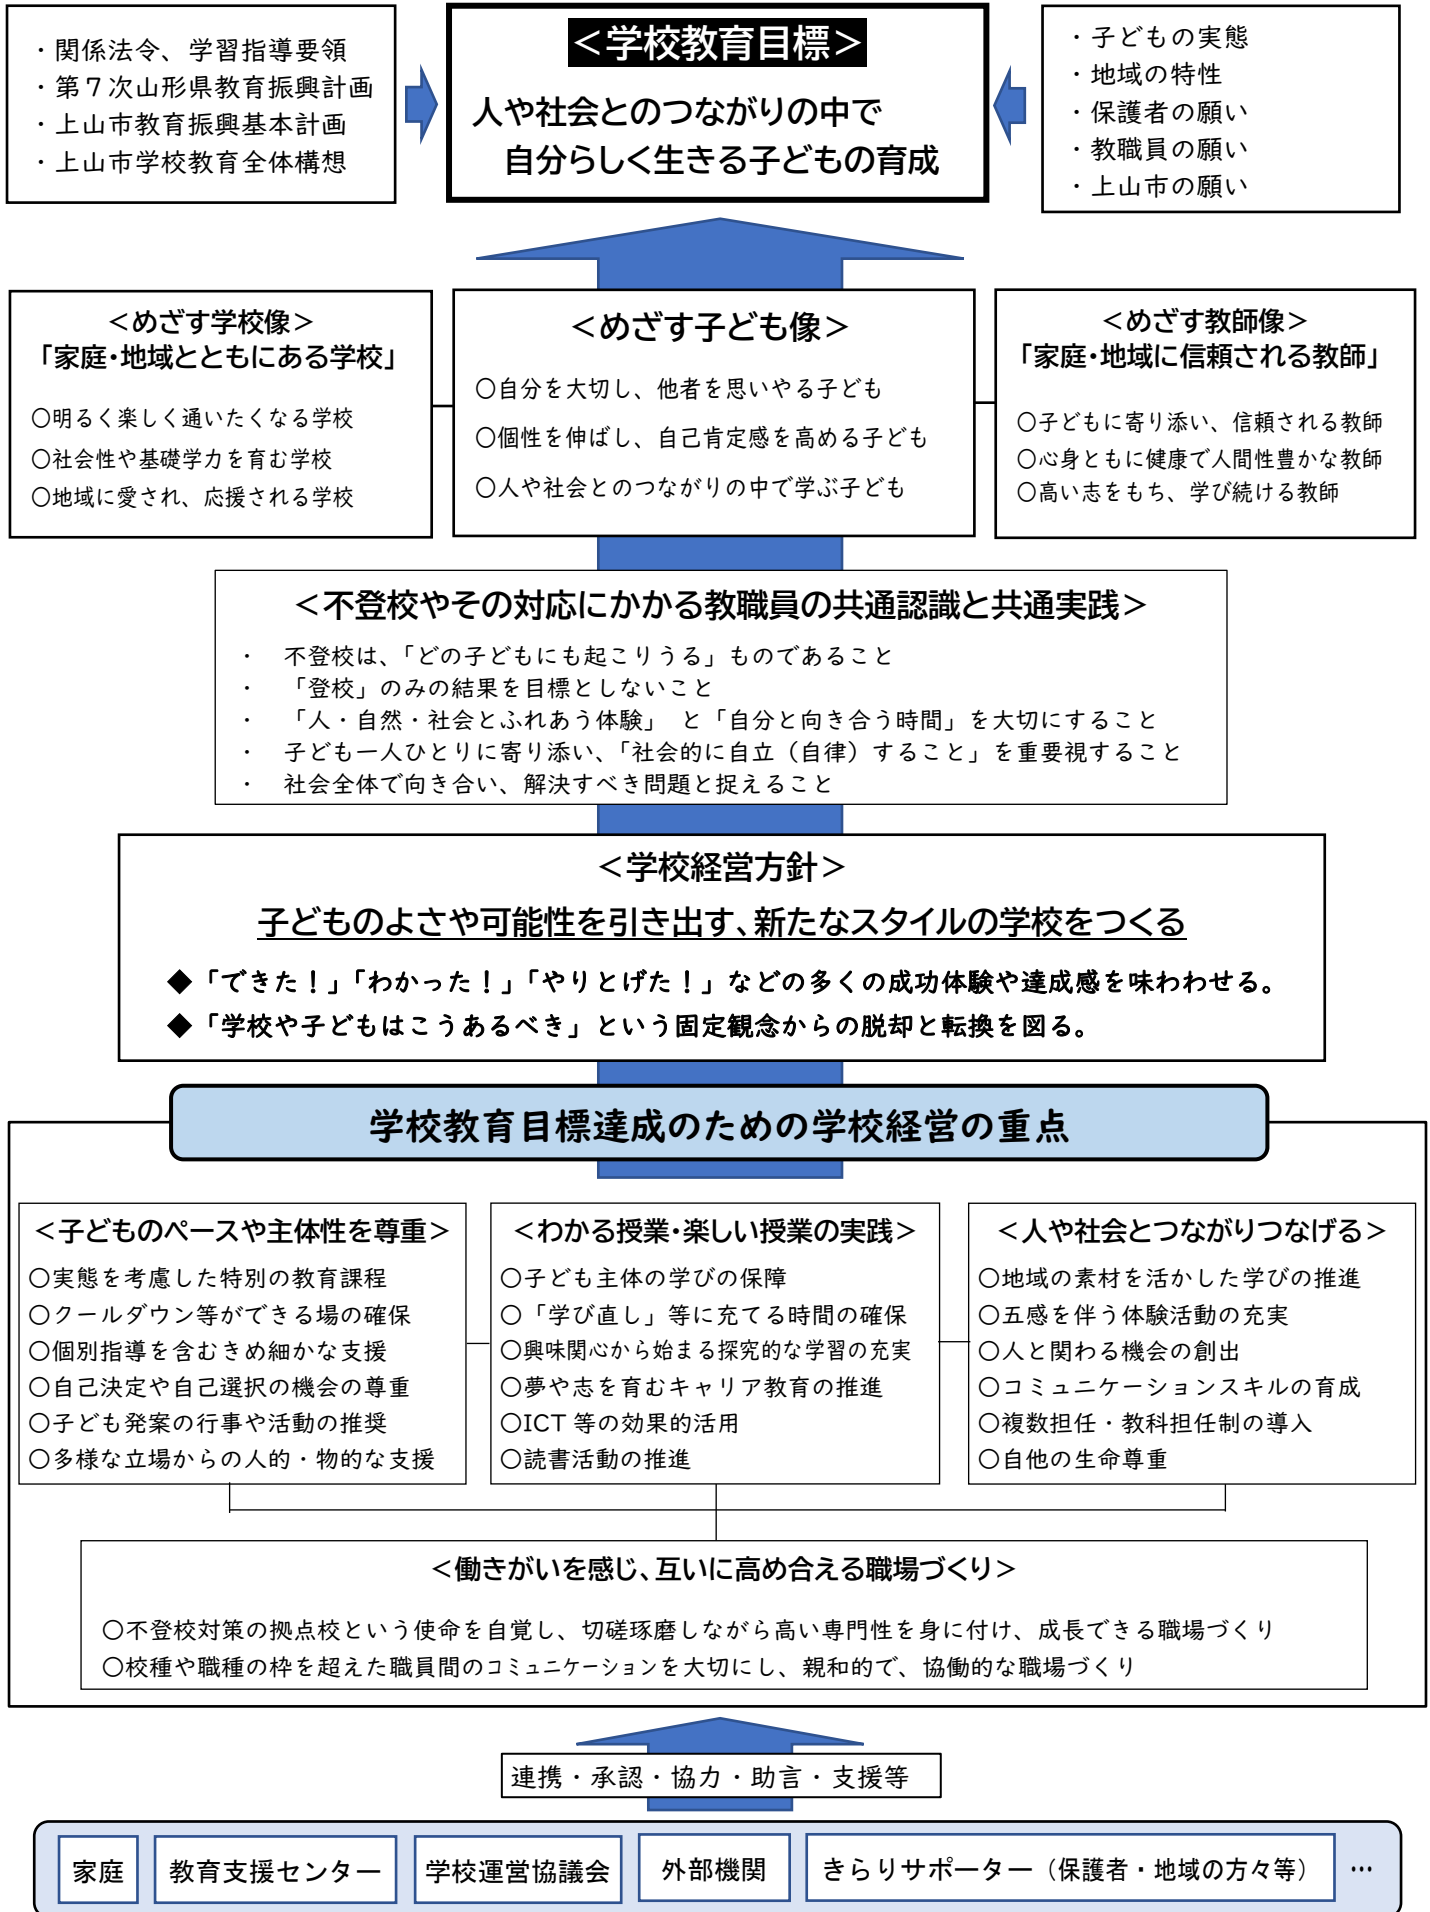 ・関係法令、学習指導要領
・第７次山形県教育振興計画
・上山市教育振興基本計画
・上山市学校教育全体構想
＜学校教育目標＞
人や社会とのつながりの中で
自分らしく生きる子どもの育成
・子どもの実態
・地域の特性
・保護者の願い
・教職員の願い
・上山市の願い
＜めざす学校像＞
「家庭・地域とともにある学校」
○明るく楽しく通いたくなる学校
○社会性や基礎学力を育む学校
○地域に愛され、応援される学校
＜めざす子ども像＞
○自分を大切し、他者を思いやる子ども
○個性を伸ばし、自己肯定感を高める子ども
○人や社会とのつながりの中で学ぶ子ども
＜めざす教師像＞
「家庭・地域に信頼される教師」
○子どもに寄り添い、信頼される教師
○心身ともに健康で人間性豊かな教師
○高い志をもち、学び続ける教師
＜不登校やその対応にかかる教職員の共通認識と共通実践＞
・　不登校は、「どの子どもにも起こりうる」ものであること
・　「登校」のみの結果を目標としないこと
・　「人・自然・社会とふれあう体験」 と「自分と向き合う時間」を大切にすること
・　子ども一人ひとりに寄り添い、「社会的に自立（自律）すること」を重要視すること
・　社会全体で向き合い、解決すべき問題と捉えること
＜学校経営方針＞
子どものよさや可能性を引き出す、新たなスタイルの学校をつくる
◆「できた！」「わかった！」「やりとげた！」などの多くの成功体験や達成感を味わわせる。
◆「学校や子どもはこうあるべき」という固定観念からの脱却と転換を図る。
学校教育目標達成のための学校経営の重点
＜子どものペースや主体性を尊重＞
○実態を考慮した特別の教育課程
○クールダウン等ができる場の確保
○個別指導を含むきめ細かな支援
○自己決定や自己選択の機会の尊重
○子ども発案の行事や活動の推奨
○多様な立場からの人的・物的な支援
＜わかる授業・楽しい授業の実践＞
○子ども主体の学びの保障
○「学び直し」等に充てる時間の確保
○興味関心から始まる探究的な学習の充実
○夢や志を育むキャリア教育の推進
○ICT 等の効果的活用
○読書活動の推進
＜人や社会とつながりつなげる＞
○地域の素材を活かした学びの推進
○五感を伴う体験活動の充実
○人と関わる機会の創出
○コミュニケーションスキルの育成
○複数担任・教科担任制の導入
○自他の生命尊重
＜働きがいを感じ、互いに高め合える職場づくり＞
○不登校対策の拠点校という使命を自覚し、切磋琢磨しながら高い専門性を身に付け、成長できる職場づくり
○校種や職種の枠を超えた職員間のコミュニケーションを大切にし、親和的で、協働的な職場づくり
連携・承認・協力・助言・支援等
家庭
教育支援センター
学校運営協議会
外部機関
きらりサポーター（保護者・地域の方々等）
…